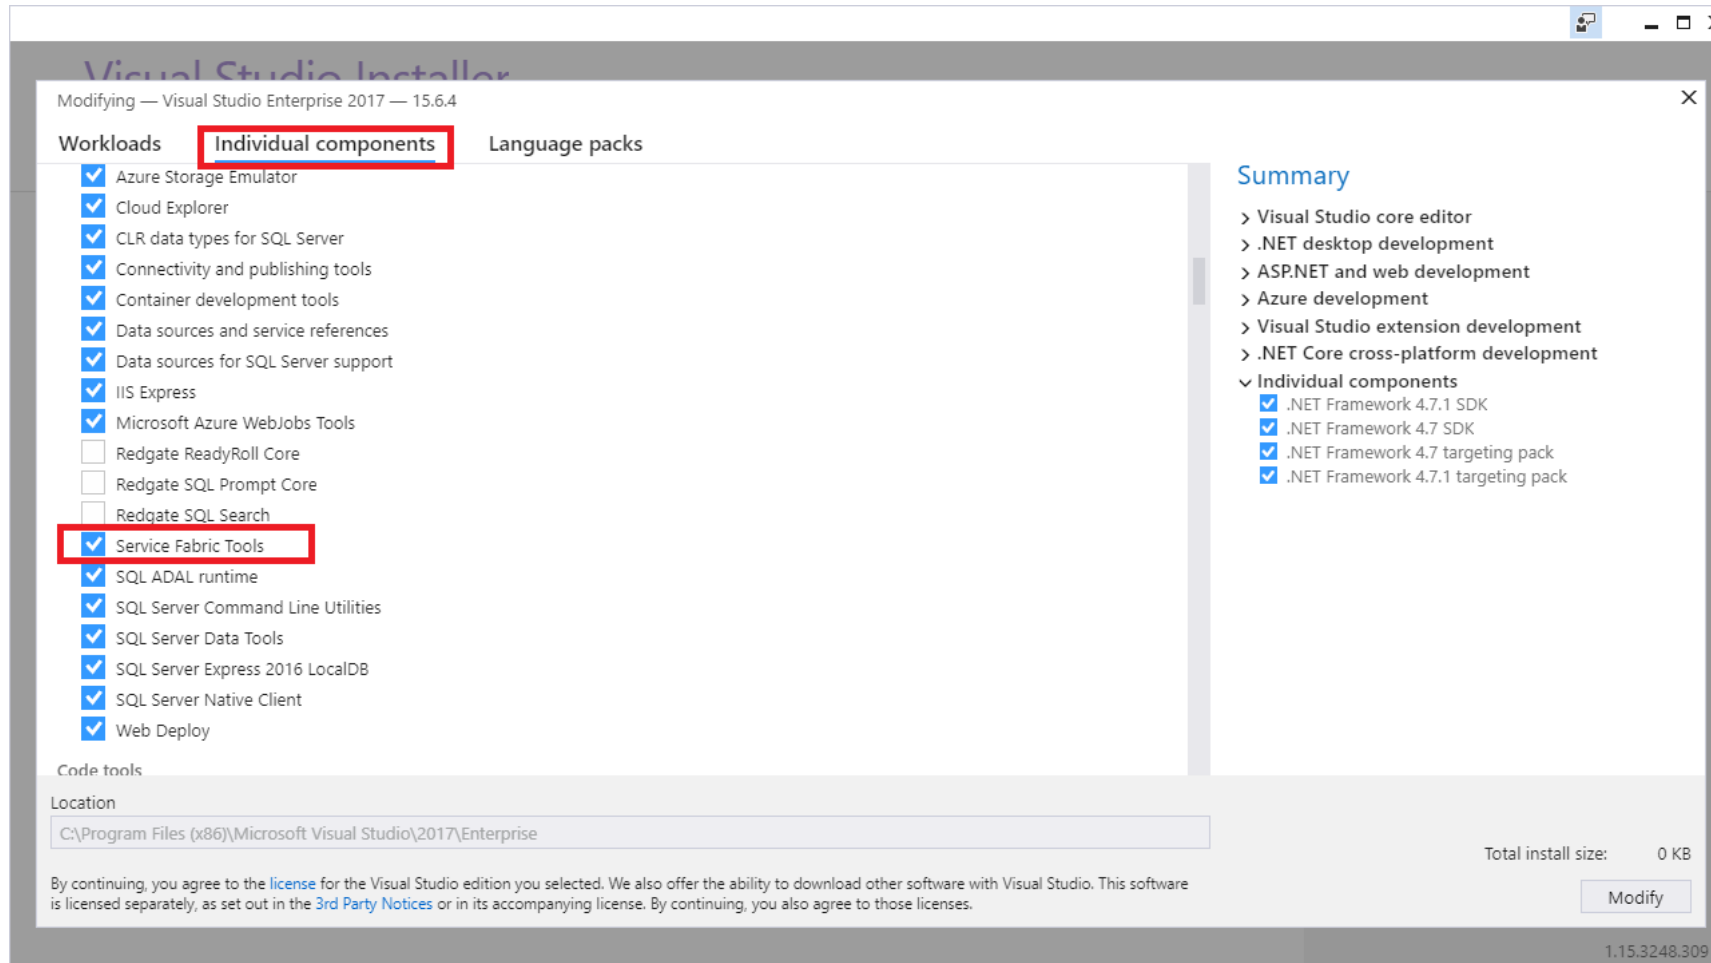 Visual Studio Installer
Modifying — Visual Studio Enterprise 2017 — 15.6.4
Workloads
Individual components
Language packs
Azure Storage Emulator
Cloud Explorer
CLR data types for SQL Server
Connectivity and publishing tools
Container development tools
Data sources and service references
Data sources for SQL Server support
IIS Express
Microsoft Azure WebJobs Tools
Redgate ReadyRoll Core
Redgate SQL Prompt Core
Redgate SQL Search
Service Fabric Tools
SQL ADAL runtime
SQL Server Command Line Utilities
SQL Server Data Tools
SQL Server Express 2016 LocalDB
SQL Server Native Client
Web Deploy
Code tools
Summary
Visual Studio core editor
.NET desktop development
ASP.NET and web development
Azure development
Visual Studio extension development
.NET Core cross-platform development
Individual components
.NET Framework 4.7.1 SDK
.NET Framework 4.7 SDK
.NET Framework 4.7 targeting pack
.NET Framework 4.7.1 targeting pack
Location
C:\Program Files (x86)\Microsoft Visual Studio\2017\Enterprise
Total install size: 0 KB
By continuing, you agree to the license for the Visual Studio edition you selected. We also offer the ability to download other software with Visual Studio. This software
is licensed separately, as set out in the 3rd Party Notices or in its accompanying license. By continuing, you also agree to those licenses.
Modify
1.15.3248.309